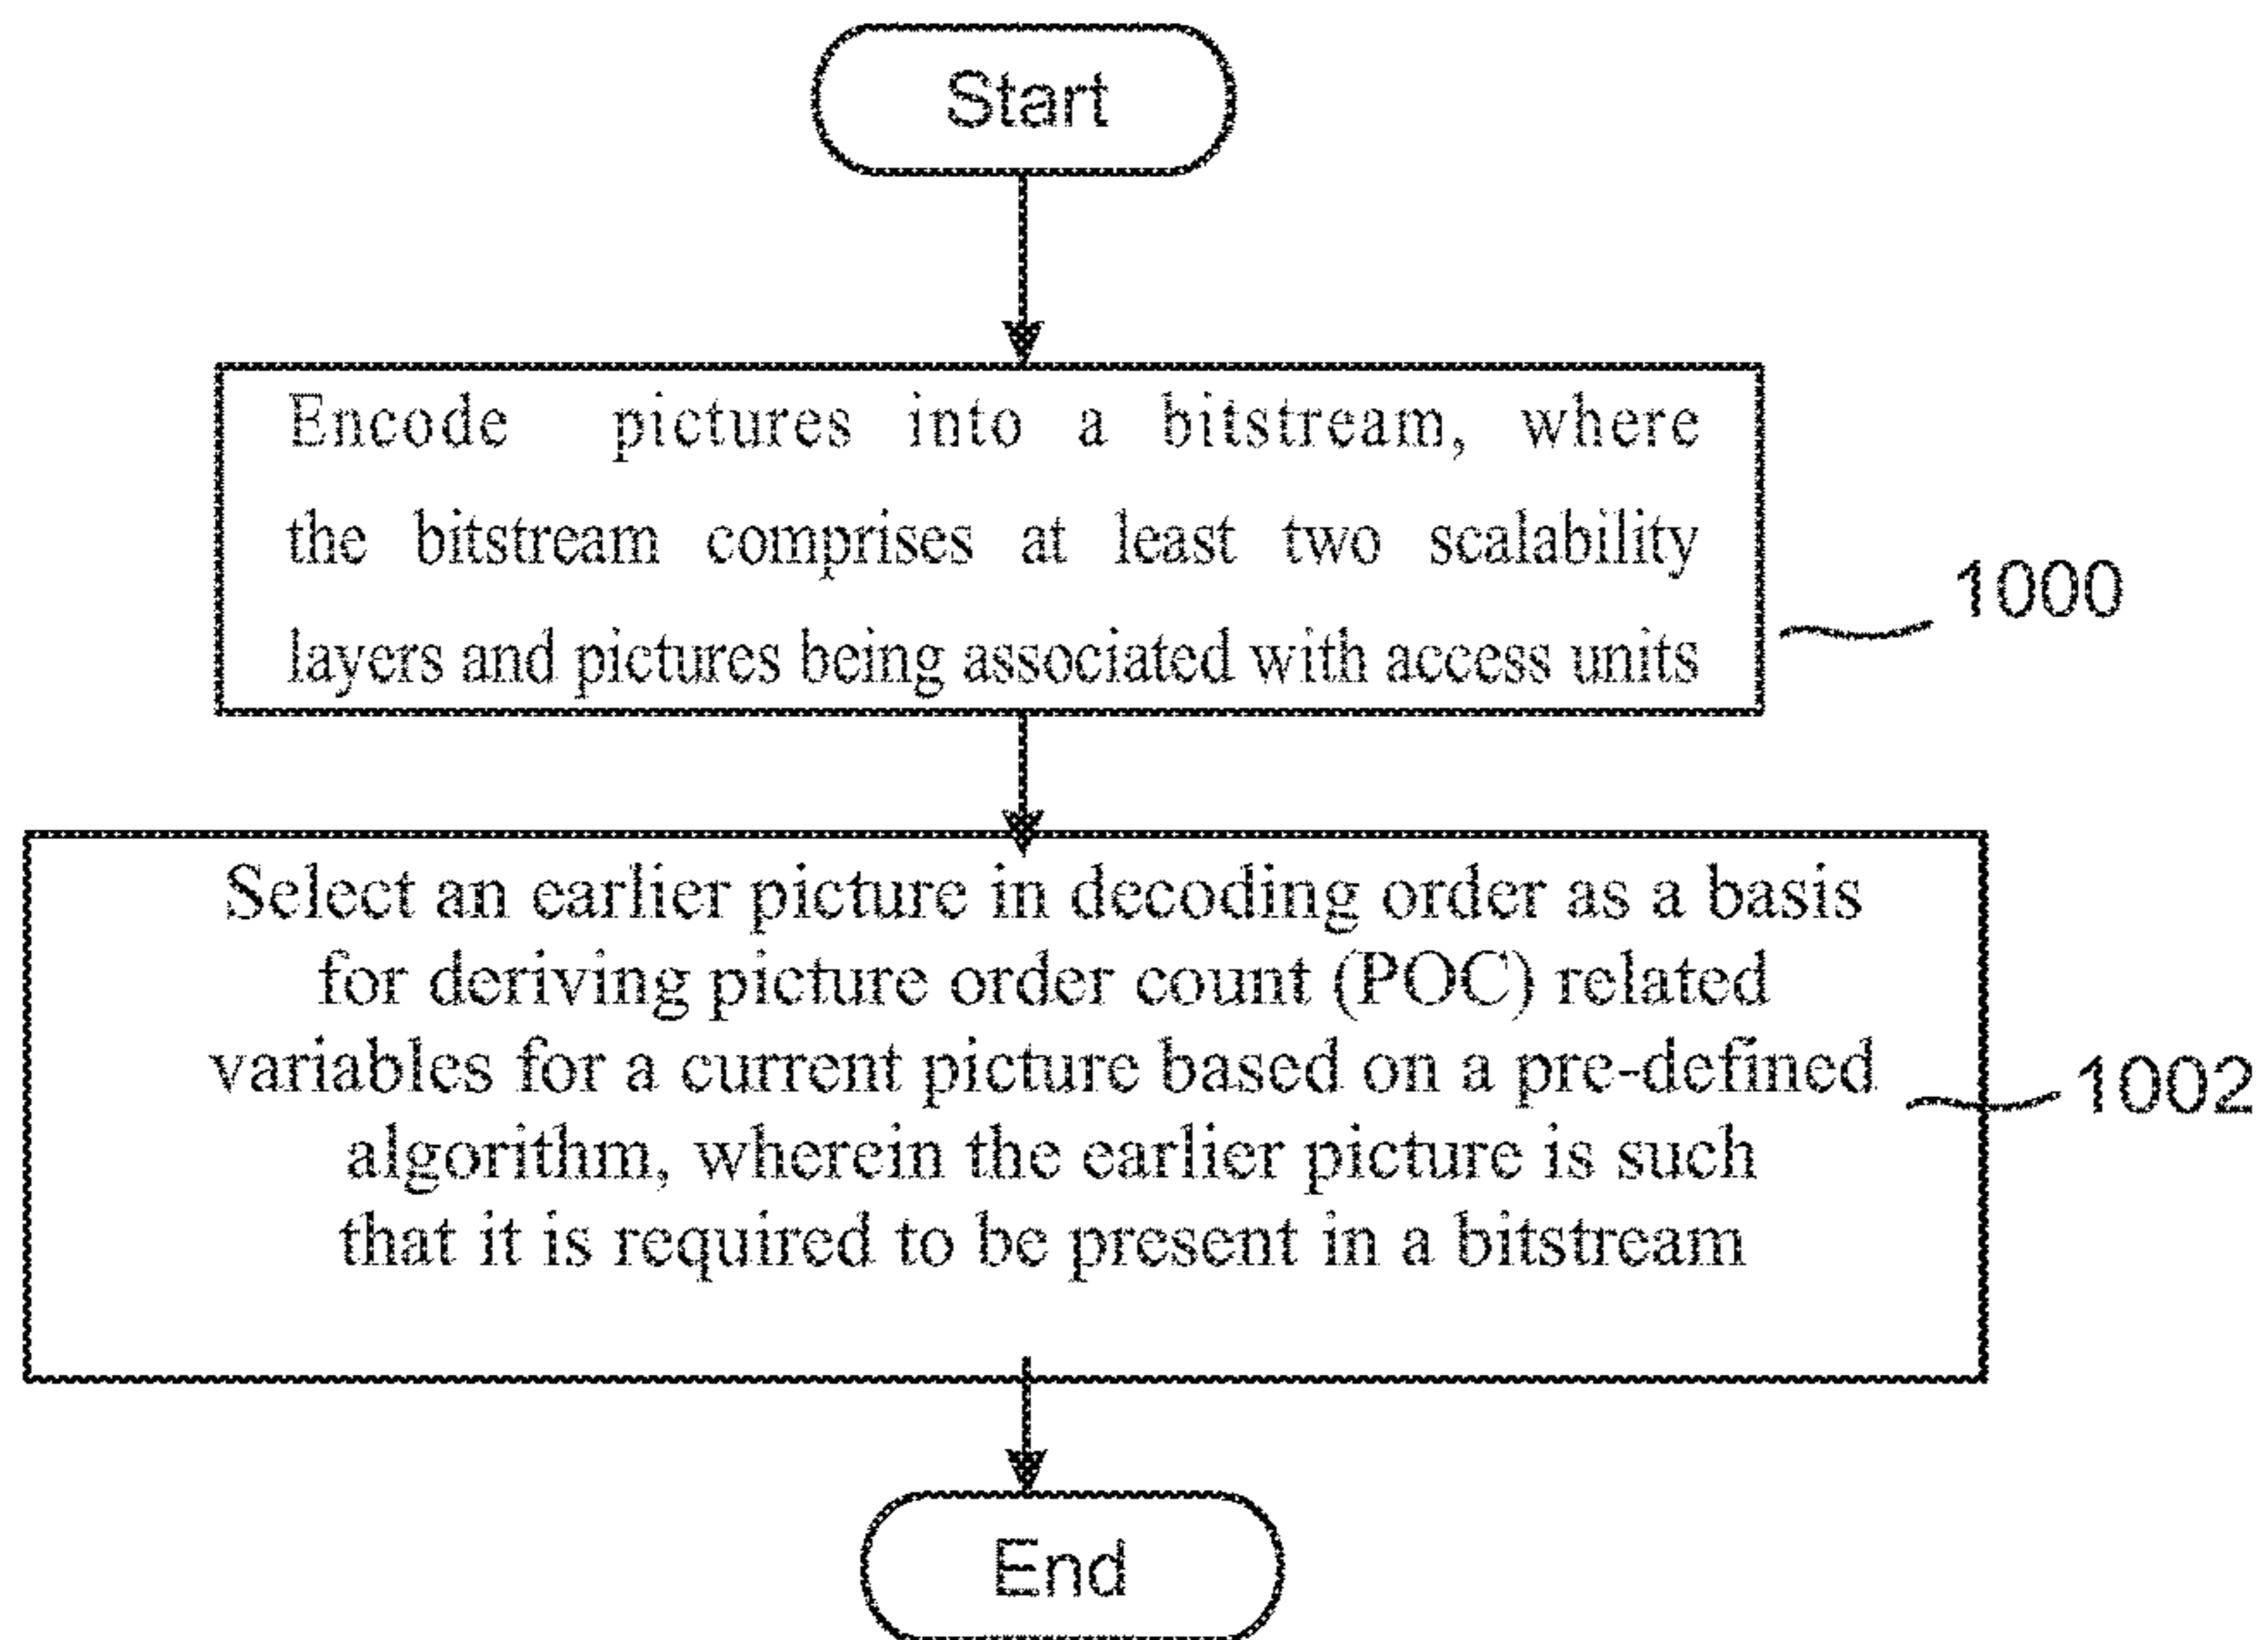 Start
Encode pictures into a bitstream, where
the bitstream comprises at least two scalability
layers and pictures being associated with access units
1000
Select an earlier picture in decoding order as a basis
for deriving picture order count (POC) related
variables for a current picture based on a pre-defined
algorithm, wherein the earlier picture is such
that it is required to be present in a bitstream
1002
End